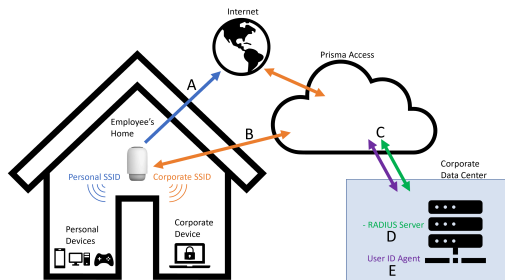 Internet
Prisma Access
A
Employee's
Home
B
C
Personal SSID
Corporate SSID
Corporate
Data Center
Personal
Devices
Corporate
Device
- RADIUS Server
D
User ID Agent
E